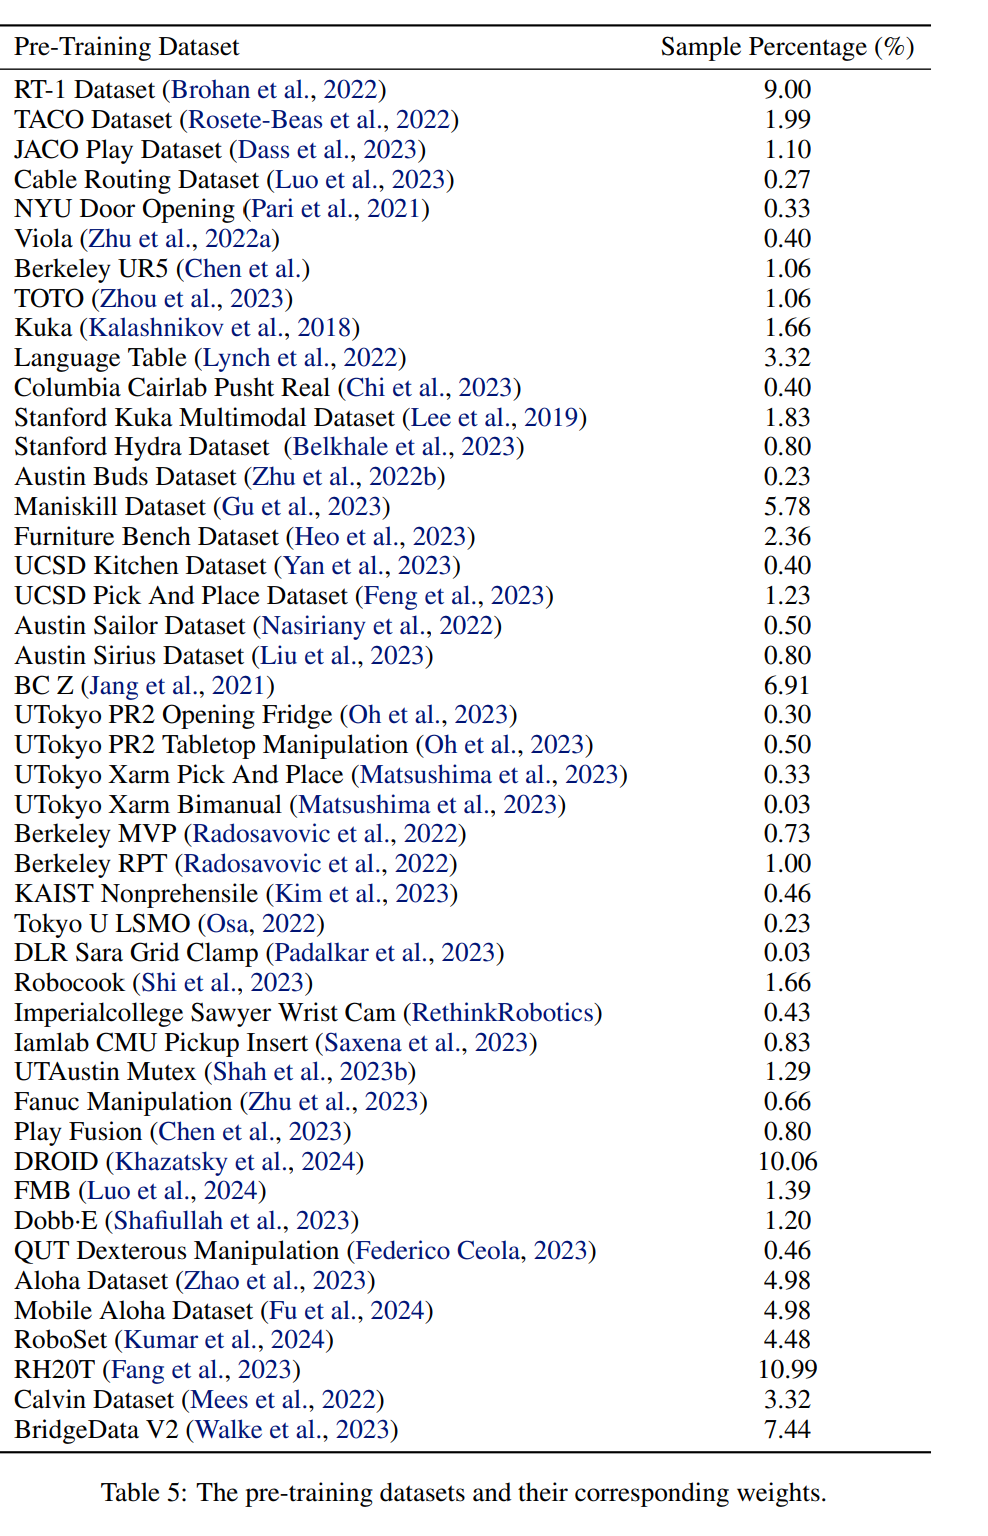 Pre-Training Dataset Sample Percentage (%)
RT-1 Dataset (Brohan et al., 2022) 9.00
TACO Dataset (Rosete-Beas et al., 2022) 1.99
JACO Play Dataset (Dass et al., 2023) 1.10
Cable Routing Dataset (Luo et al., 2023) 0.27
NYU Door Opening (Pari et al., 2021) 0.33
Viola (Zhu et al., 2022a) 0.40
Berkeley UR5 (Chen et al.) 1.06
TOTO (Zhou et al., 2023) 1.06
Kuka (Kalashnikov et al., 2018) 1.66
Language Table (Lynch et al., 2022) 3.32
Columbia Cairlab Pusht Real (Chi et al., 2023) 0.40
Stanford Kuka Multimodal Dataset (Lee et al., 2019) 1.83
Stanford Hydra Dataset (Belkhale et al., 2023) 0.80
Austin Buds Dataset (Zhu et al., 2022b) 0.23
Maniskill Dataset (Gu et al., 2023) 5.78
Furniture Bench Dataset (Heo et al., 2023) 2.36
UCSD Kitchen Dataset (Yan et al., 2023) 0.40
UCSD Pick And Place Dataset (Feng et al., 2023) 1.23
Austin Sailor Dataset (Nasiriany et al., 2022) 0.50
Austin Sirius Dataset (Liu et al., 2023) 0.80
BC Z (Jang et al., 2021) 6.91
UTokyo PR2 Opening Fridge (Oh et al., 2023) 0.30
UTokyo PR2 Tabletop Manipulation (Oh et al., 2023) 0.50
UTokyo Xarm Pick And Place (Matsushima et al., 2023) 0.33
UTokyo Xarm Bimanual (Matsushima et al., 2023) 0.03
Berkeley MVP (Radosavovic et al., 2022) 0.73
Berkeley RPT (Radosavovic et al., 2022) 1.00
KAIST Nonprehensile (Kim et al., 2023) 0.46
Tokyo U LSMO (Osa, 2022) 0.23
DLR Sara Grid Clamp (Padalkar et al., 2023) 0.03
Robocook (Shi et al., 2023) 1.66
Imperialcollege Sawyer Wrist Cam (RethinkRobotics) 0.43
Iamlab CMU Pickup Insert (Saxena et al., 2023) 0.83
UTAustin Mutex (Shah et al., 2023b) 1.29
Fanuc Manipulation (Zhu et al., 2023) 0.66
Play Fusion (Chen et al., 2023) 0.80
DROID (Khazatsky et al., 2024) 10.06
FMB (Luo et al., 2024) 1.39
Dobb·E (Shafiullah et al., 2023) 1.20
QUT Dexterous Manipulation (Federico Ceola, 2023) 0.46
Aloha Dataset (Zhao et al., 2023) 4.98
Mobile Aloha Dataset (Fu et al., 2024) 4.98
RoboSet (Kumar et al., 2024) 4.48
RH20T (Fang et al., 2023) 10.99
Calvin Dataset (Mees et al., 2022) 3.32
BridgeData V2 (Walke et al., 2023) 7.44
Table 5: The pre-training datasets and their corresponding weights.